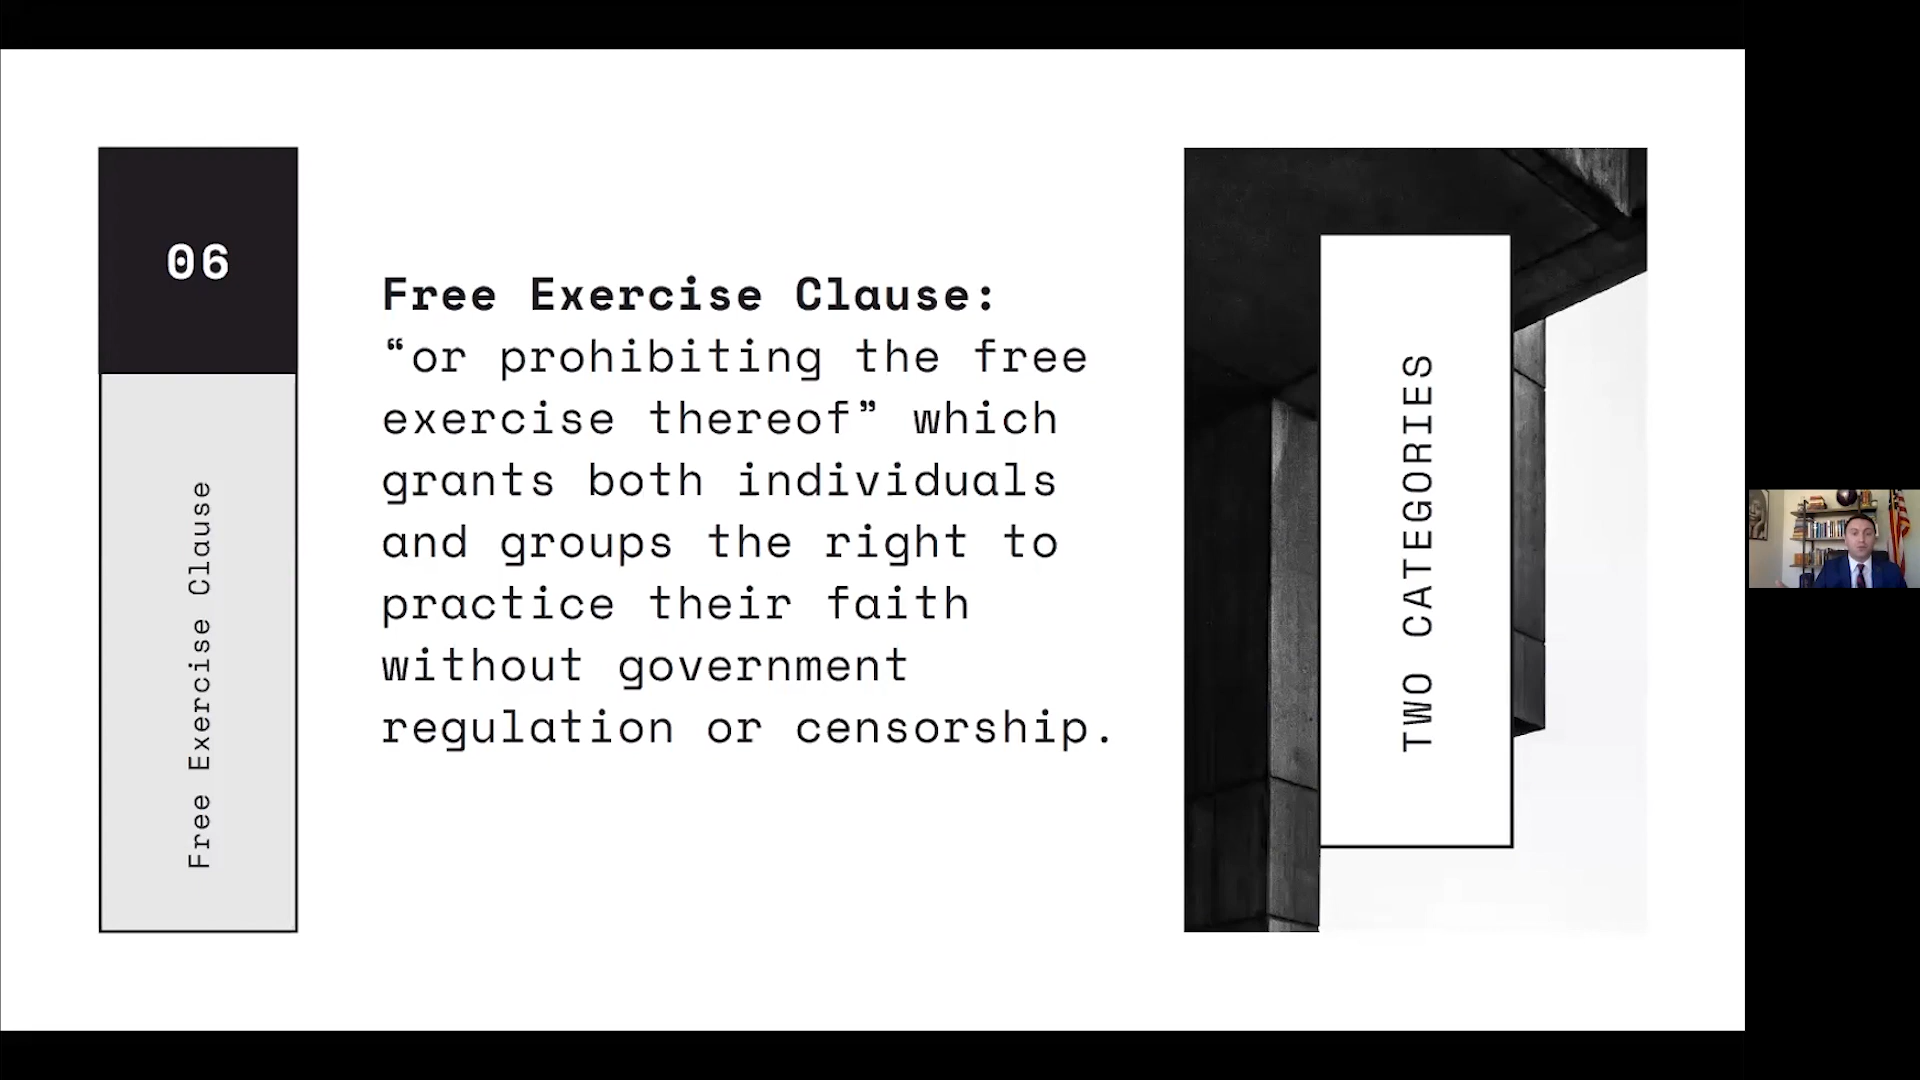 06
Free Exercise Clause
Free Exercise Clause:
“or prohibiting the free
exercise thereof” which
grants both individuals
and groups the right to
practice their faith
without government
regulation or censorship.
TWO CATEGORIES